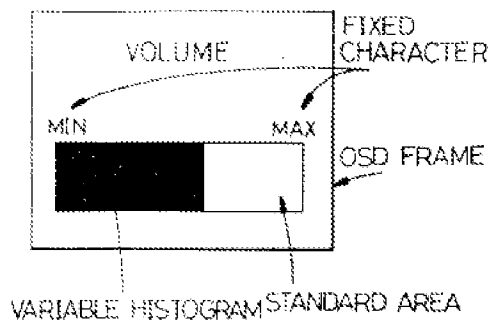 FIXED
CHARACTER
VOLUME
MIN
MAX
OSD FRAME
VARIABLE HISTOGRAM
STANDARD AREA